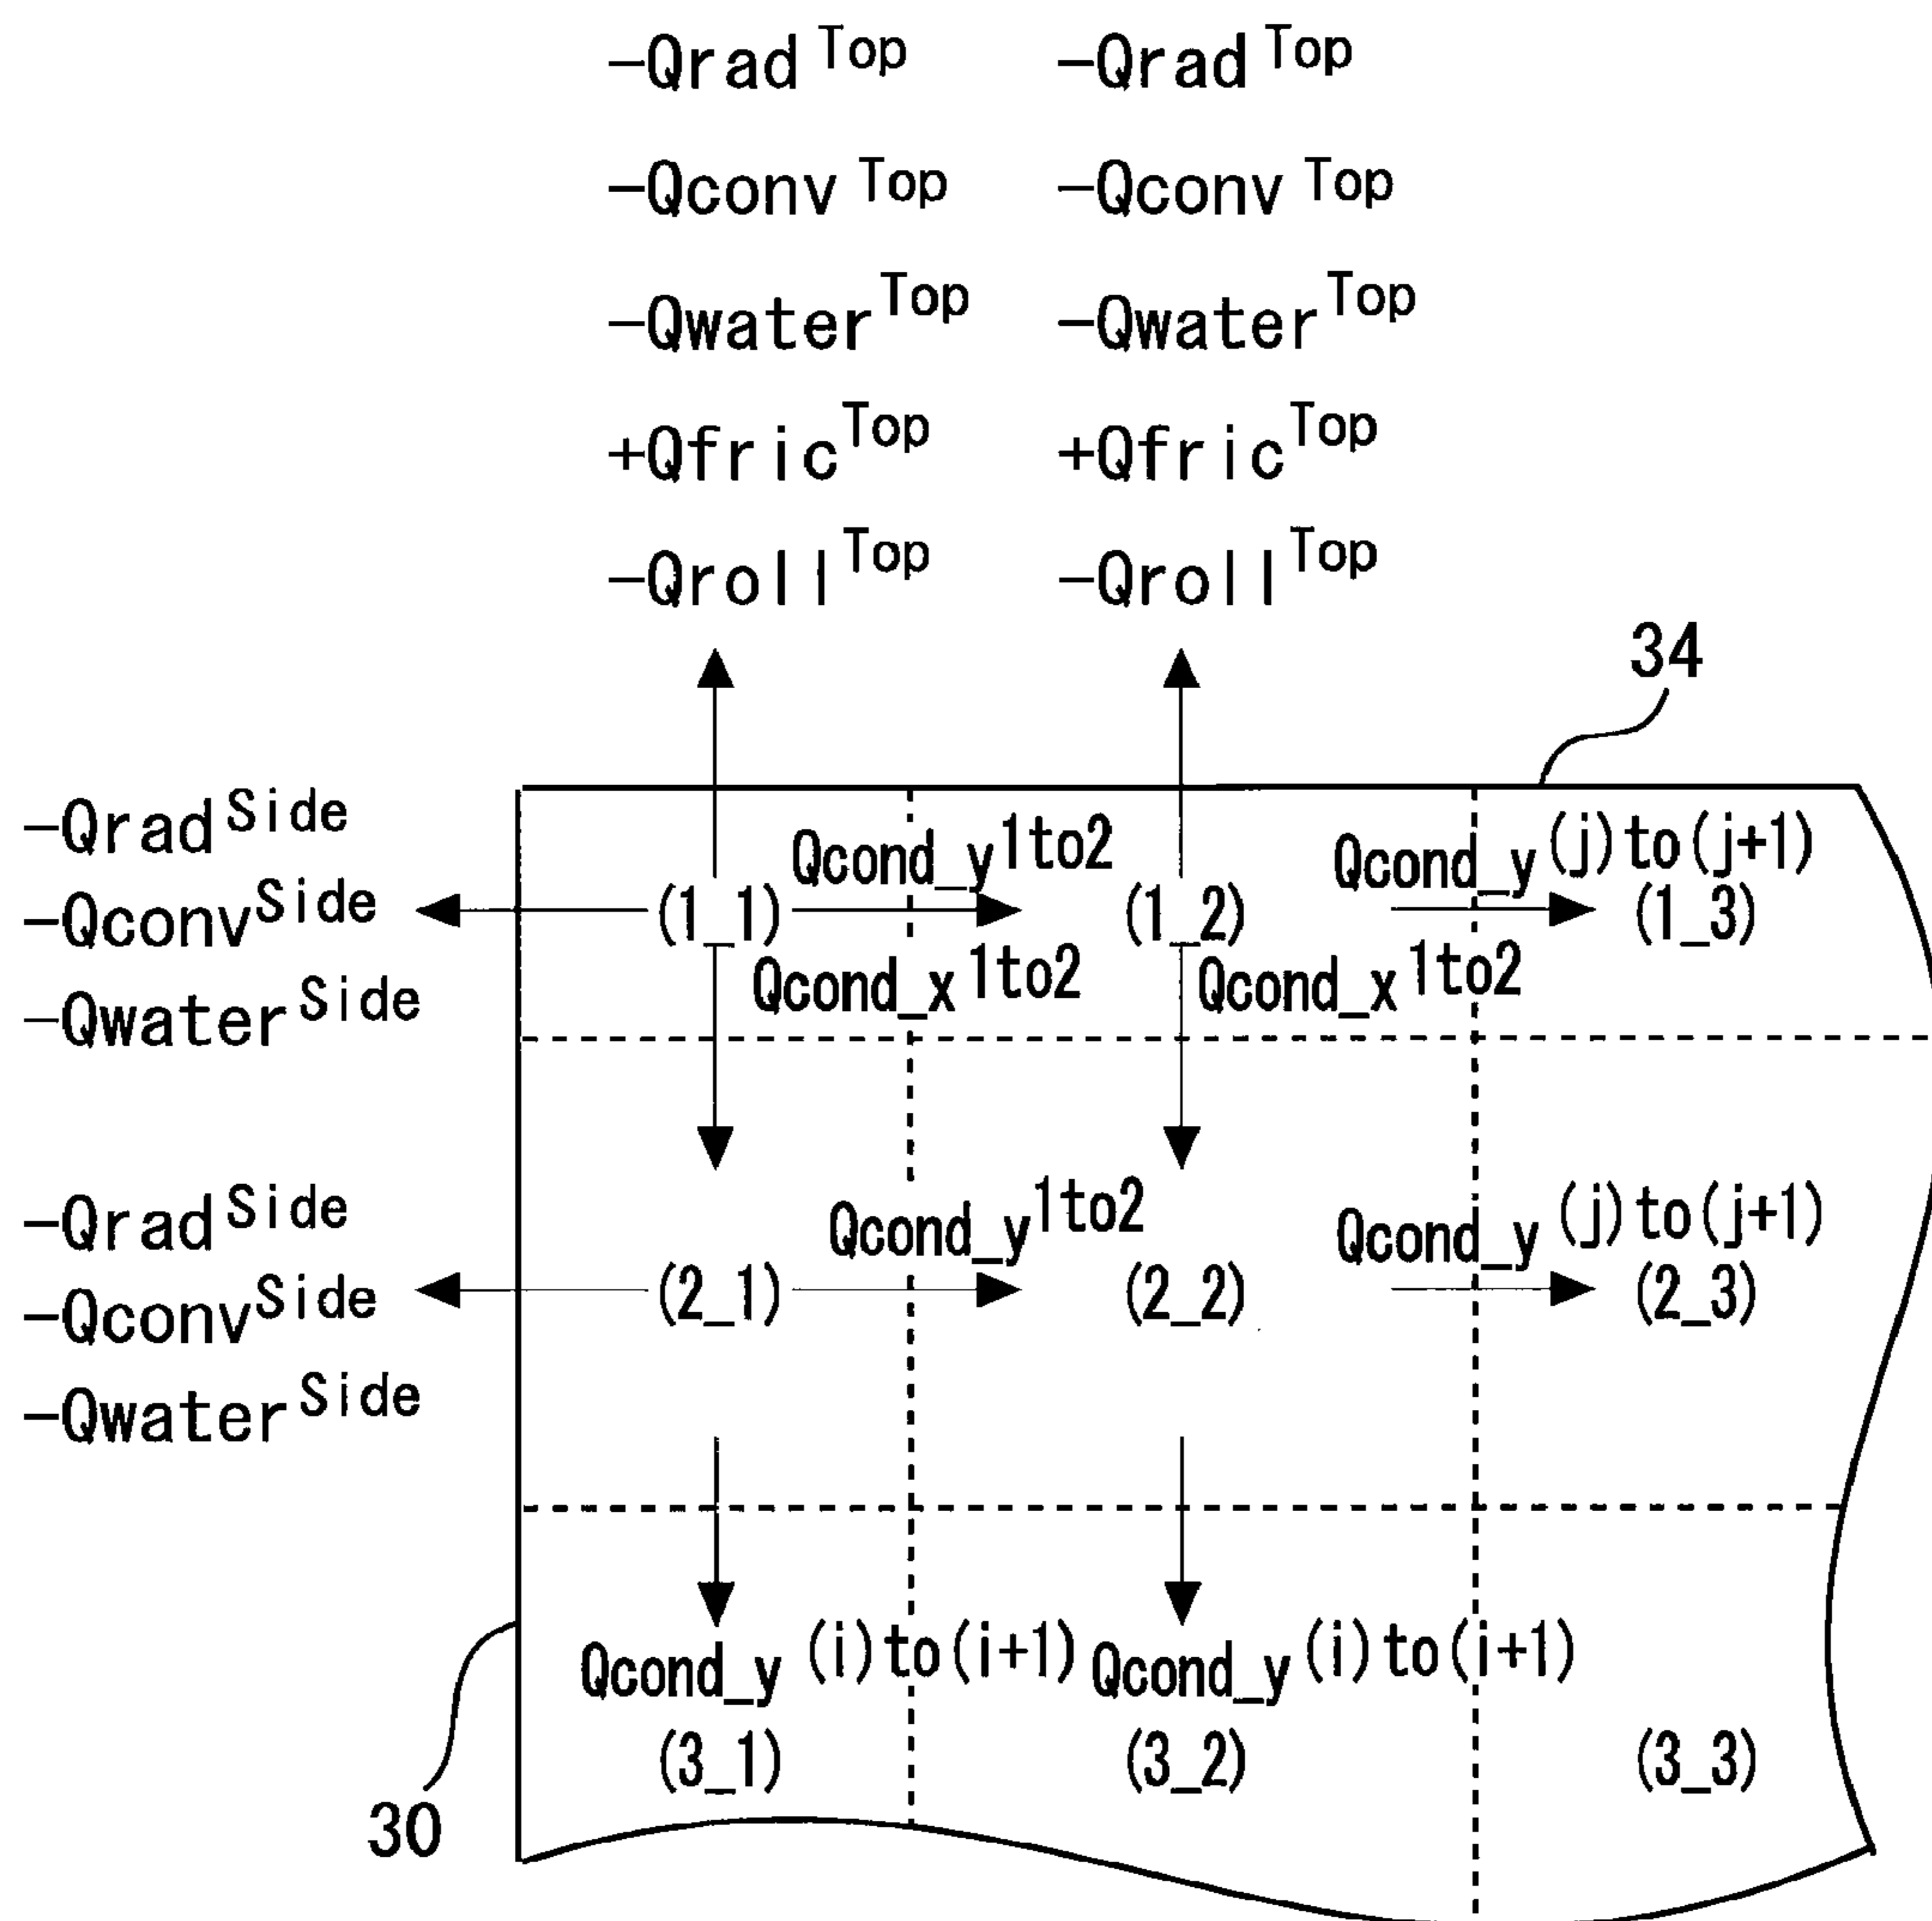 −Qrad^Top −Qrad^Top
−Qconv^Top −Qconv^Top
−Qwater^Top −Qwater^Top
+Qfric^Top +Qfric^Top
−Qroll^Top −Qroll^Top
34
−Qrad^Side
Qcond_y^1to2 Qcond_y^(j)to(j+1)
−Qconv^Side (1_1) (1_2) (1_3)
−Qwater^Side Qcond_x^1to2 Qcond_x^1to2
−Qrad^Side Qcond_y^1to2 Qcond_y^(j)to(j+1)
−Qconv^Side (2_1) (2_2) (2_3)
−Qwater^Side
Qcond_y^(i)to(i+1) Qcond_y^(i)to(i+1)
(3_1) (3_2) (3_3)
30